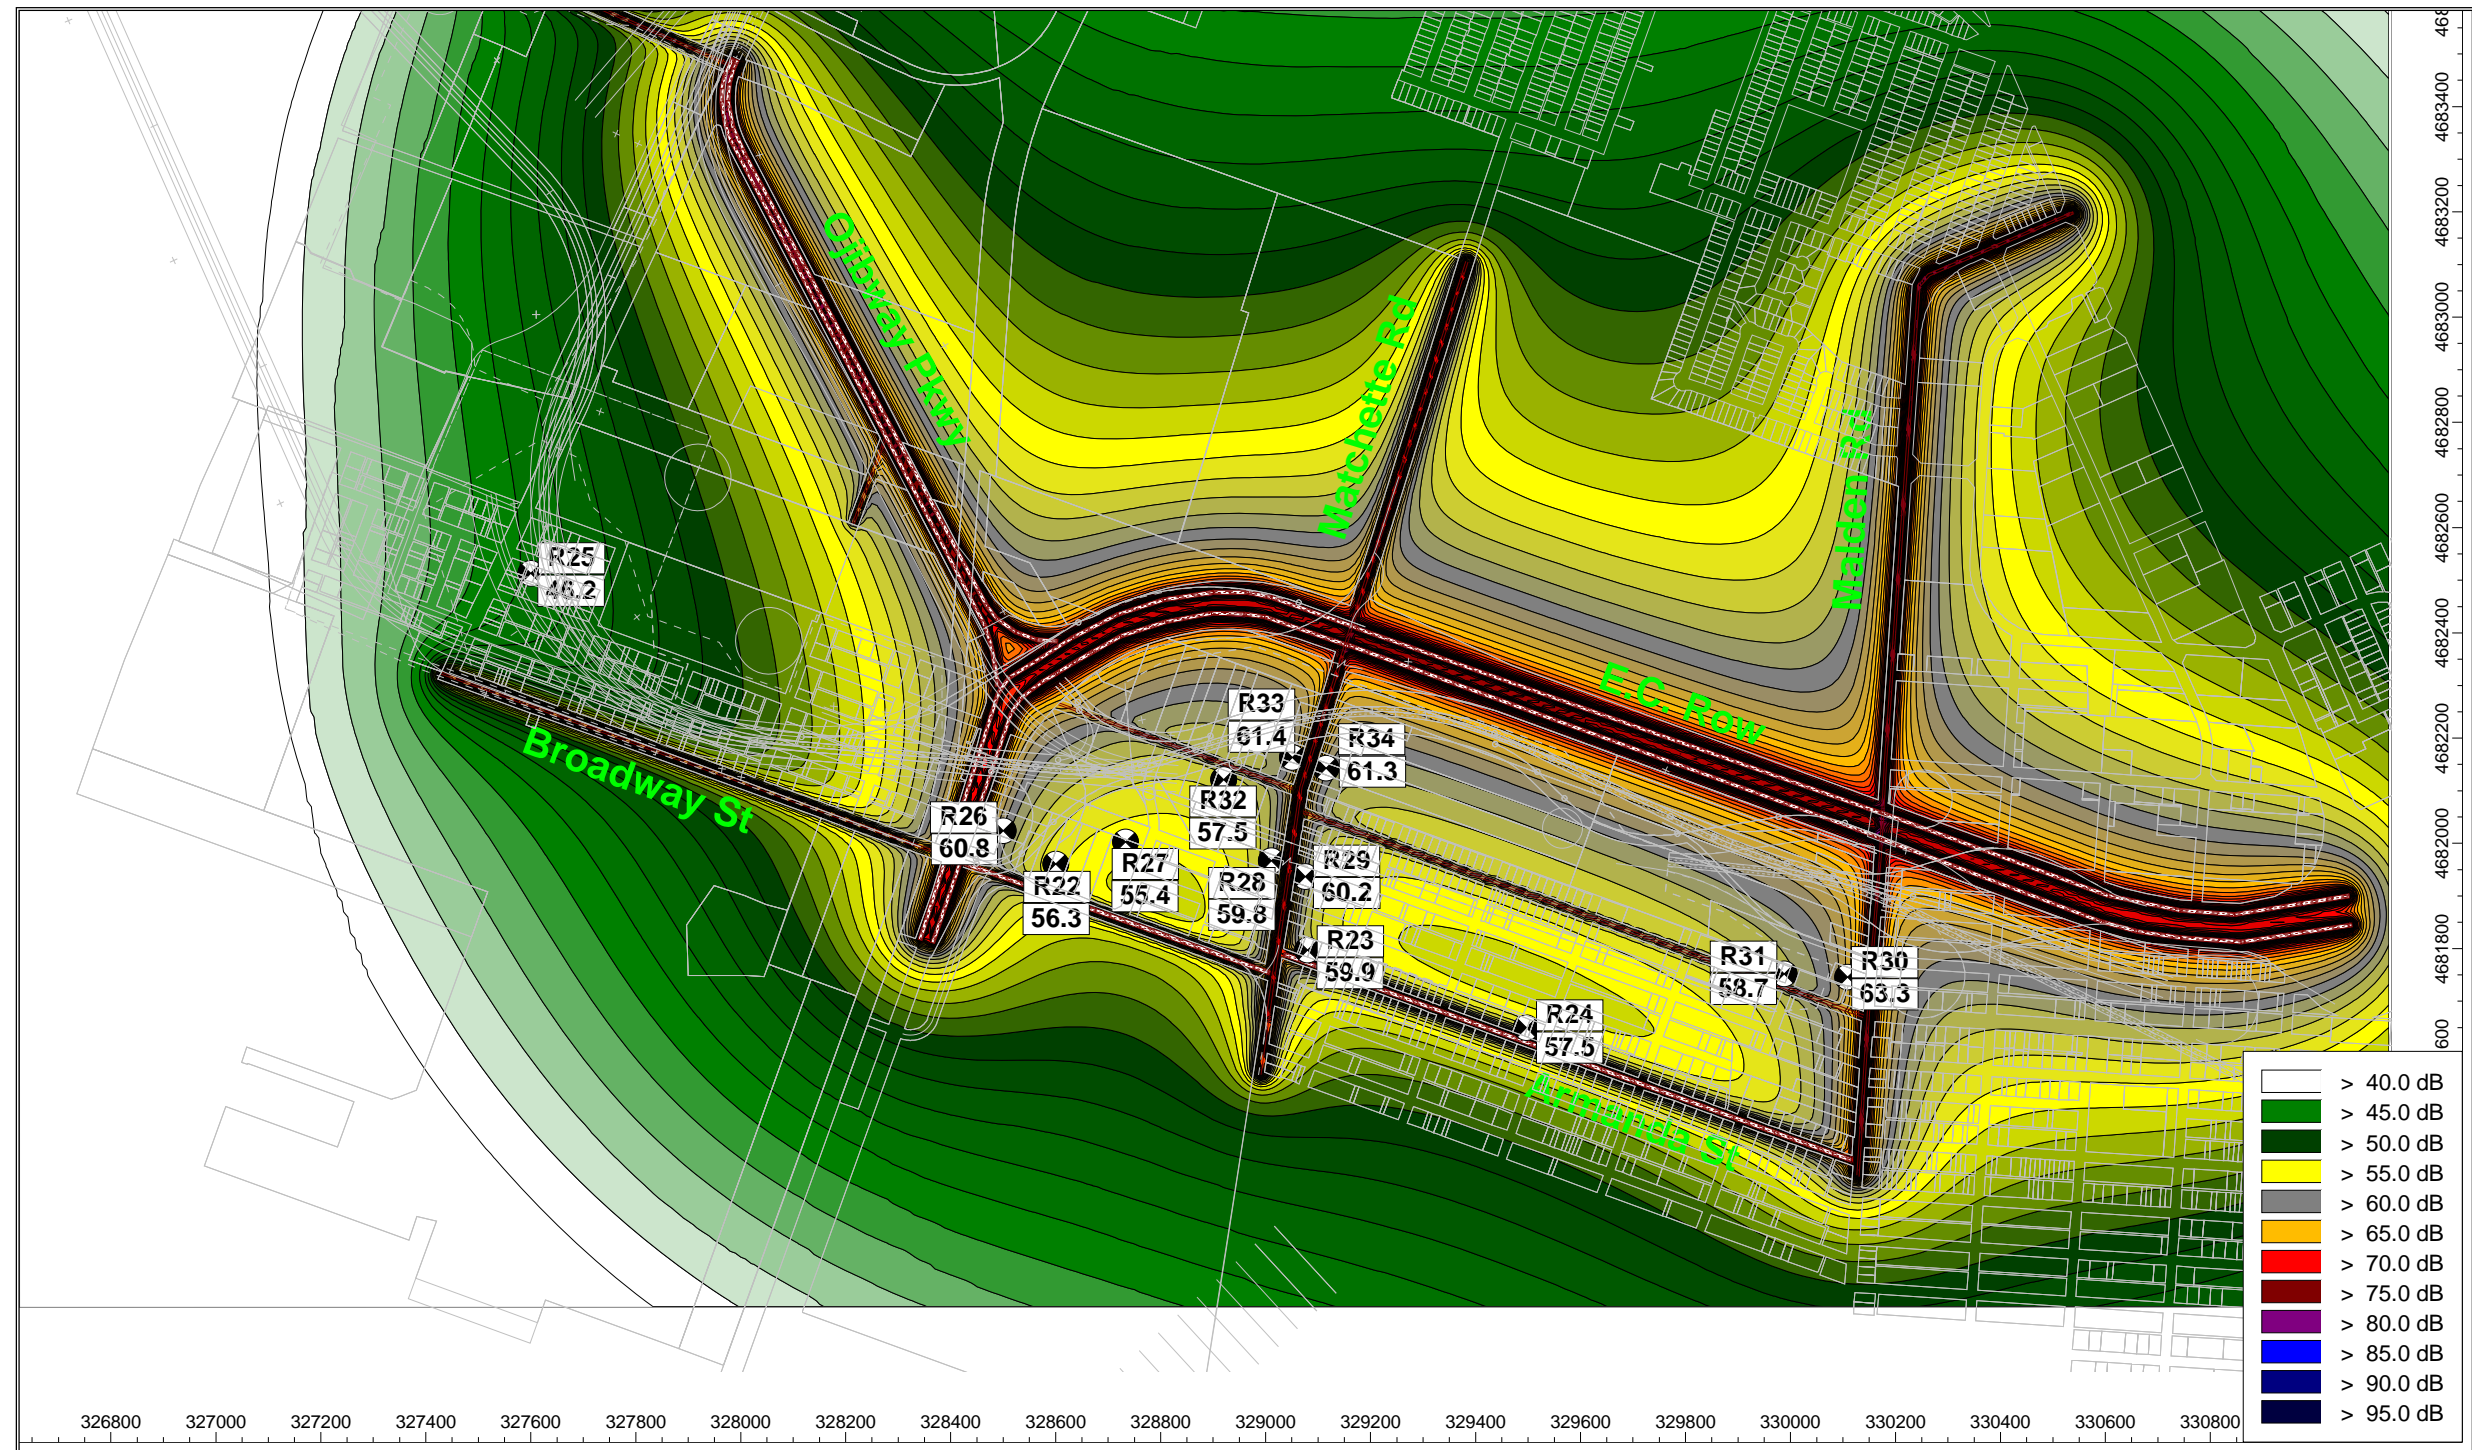 Ojibway Pkwy
Matchette Rd
Malden Rd
E.C. Row
Broadway St
Armanda St
R25
46.2
R33
61.4
R34
61.3
R32
57.5
R26
60.8
R27
55.4
R22
56.3
R28
59.8
R29
60.2
R23
59.9
R31
58.7
R30
63.3
R24
57.5
4683400
4683200
4683000
4682800
4682600
4682400
4682200
4682000
4681800
> 40.0 dB
> 45.0 dB
> 50.0 dB
> 55.0 dB
> 60.0 dB
> 65.0 dB
> 70.0 dB
> 75.0 dB
> 80.0 dB
> 85.0 dB
> 90.0 dB
> 95.0 dB
326800 327000 327200 327400 327600 327800 328000 328200 328400 328600 328800 329000 329200 329400 329600 329800 330000 330200 330400 330600 330800